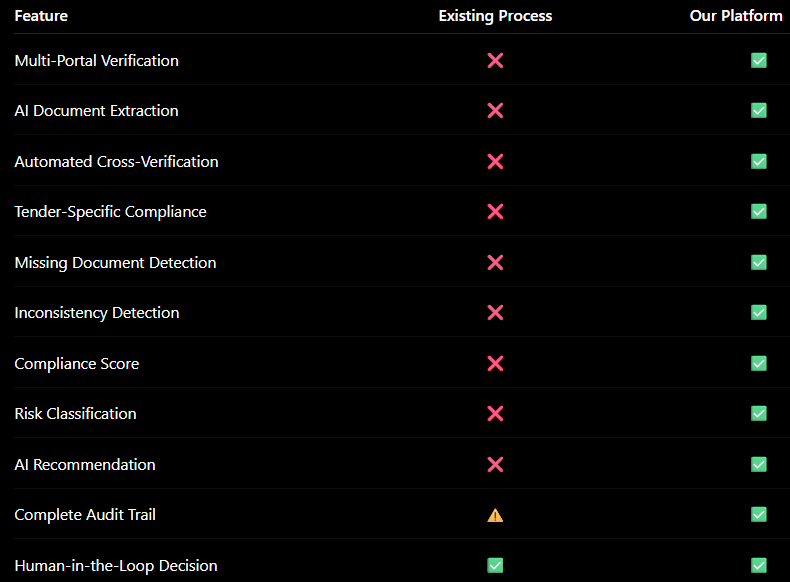 Feature Existing Process Our Platform
Multi-Portal Verification ❌ ✅
AI Document Extraction ❌ ✅
Automated Cross-Verification ❌ ✅
Tender-Specific Compliance ❌ ✅
Missing Document Detection ❌ ✅
Inconsistency Detection ❌ ✅
Compliance Score ❌ ✅
Risk Classification ❌ ✅
AI Recommendation ❌ ✅
Complete Audit Trail ⚠️ ✅
Human-in-the-Loop Decision ✅ ✅